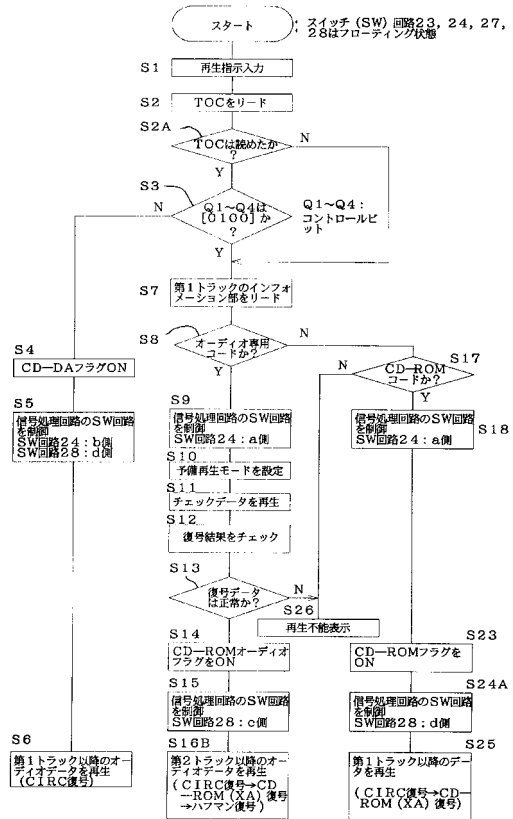 スタート
スイッチ(SW)回路23, 24, 27,
28はフローティング状態
S1
再生指示入力
S2
TOCをリード
S2A
TOCは読めたか
?
N
Y
S3
Q1~Q4は
[0100]か
?
N
Y
Q1~Q4:
コントロールビット
S7
第1トラックのインフォ
メーション部をリード
S8
オーディオ専用
コードか?
N
Y
S4
CD―DAフラグON
S17
CD―ROM
コードか?
N
Y
S5
信号処理回路のSW回路
を制御
SW回路24:b側
SW回路28:d側
S9
信号処理回路のSW回路
を制御
SW回路24:a側
S18
信号処理回路のSW回路
を制御
SW回路24:a側
S10
予備再生モードを設定
S11
チェックデータを再生
S12
復号結果をチェック
S13
復号データ
は正常か?
N
Y
S26
再生不能表示
S14
CD―ROMオーディオ
フラグをON
S23
CD―ROMフラグを
ON
S15
信号処理回路のSW回路
を制御
SW回路28:c側
S24A
信号処理回路のSW回路
を制御
SW回路28:d側
S6
第1トラック以降のオー
ディオデータを再生
(CIRC復号)
S16B
第2トラック以降のオー
ディオデータを再生
(CIRC復号→CD
―ROM(XA)復号
→ハフマン復号)
S25
第1トラック以降のデー
タを再生
(CIRC復号→CD―
ROM(XA)復号)